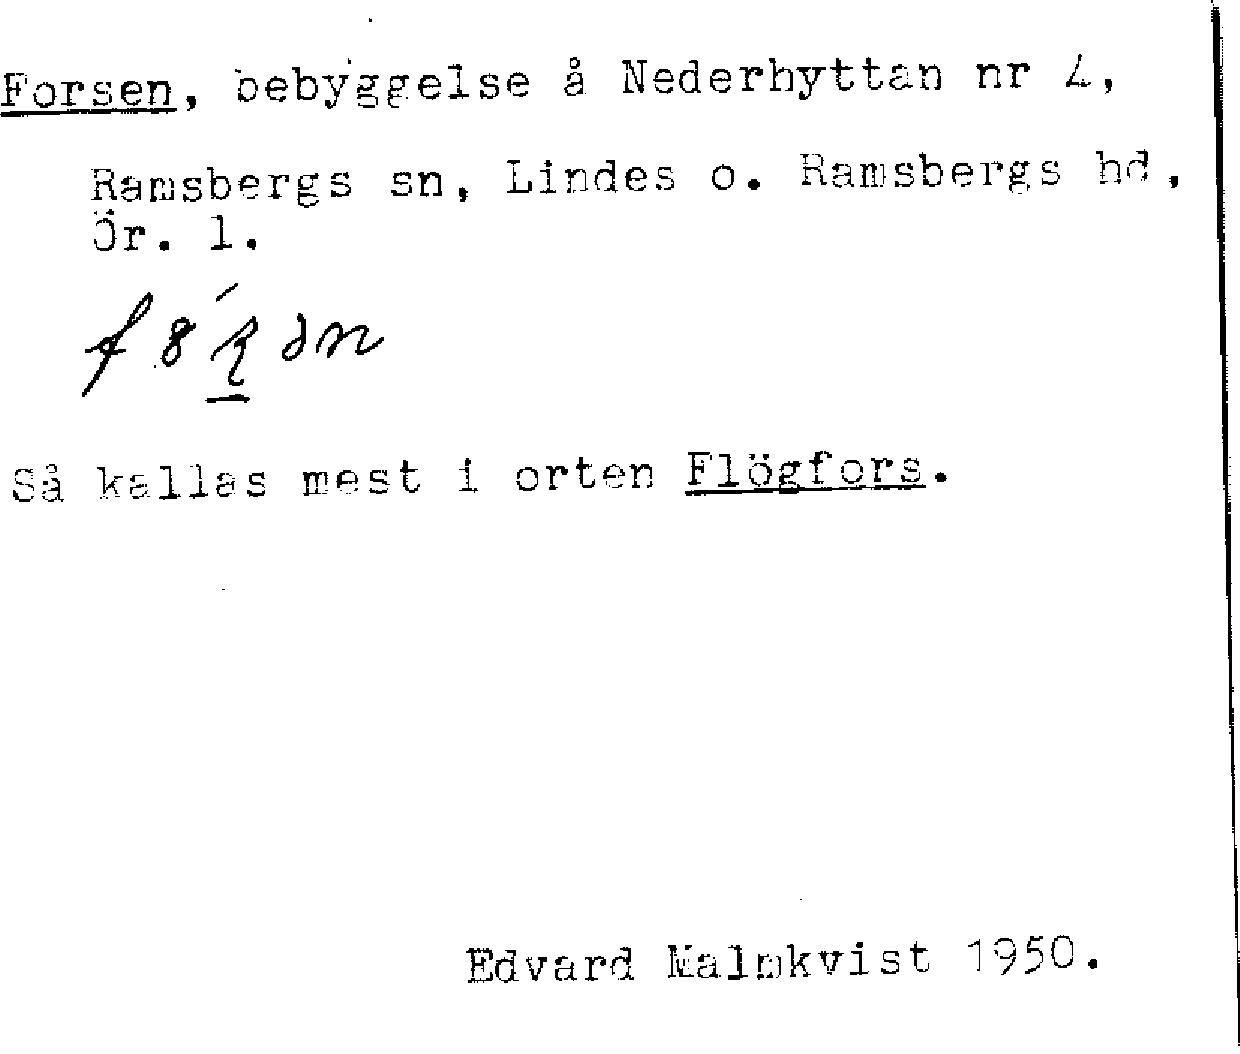 Forsen, bebyggelse å Nederhyttan nr 4,
Ramsbergs sn, Lindes o. Ramsbergs hd,
Ör. l.
Så kallas mest i orten Flögfors.
Edvard Malmkvist 1950.